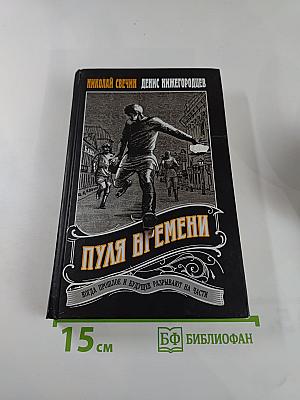 НИКОЛАЙ СВЕЧИН ДЕНИС НИЖЕГОРОДЦЕВ
ПУЛЯ ВРЕМЕНИ
КОГДА ПРОШЛОЕ И БУДУЩЕЕ РАЗРЫВАЮТ НА ЧАСТИ
15 см БФ БИБЛИОФАН